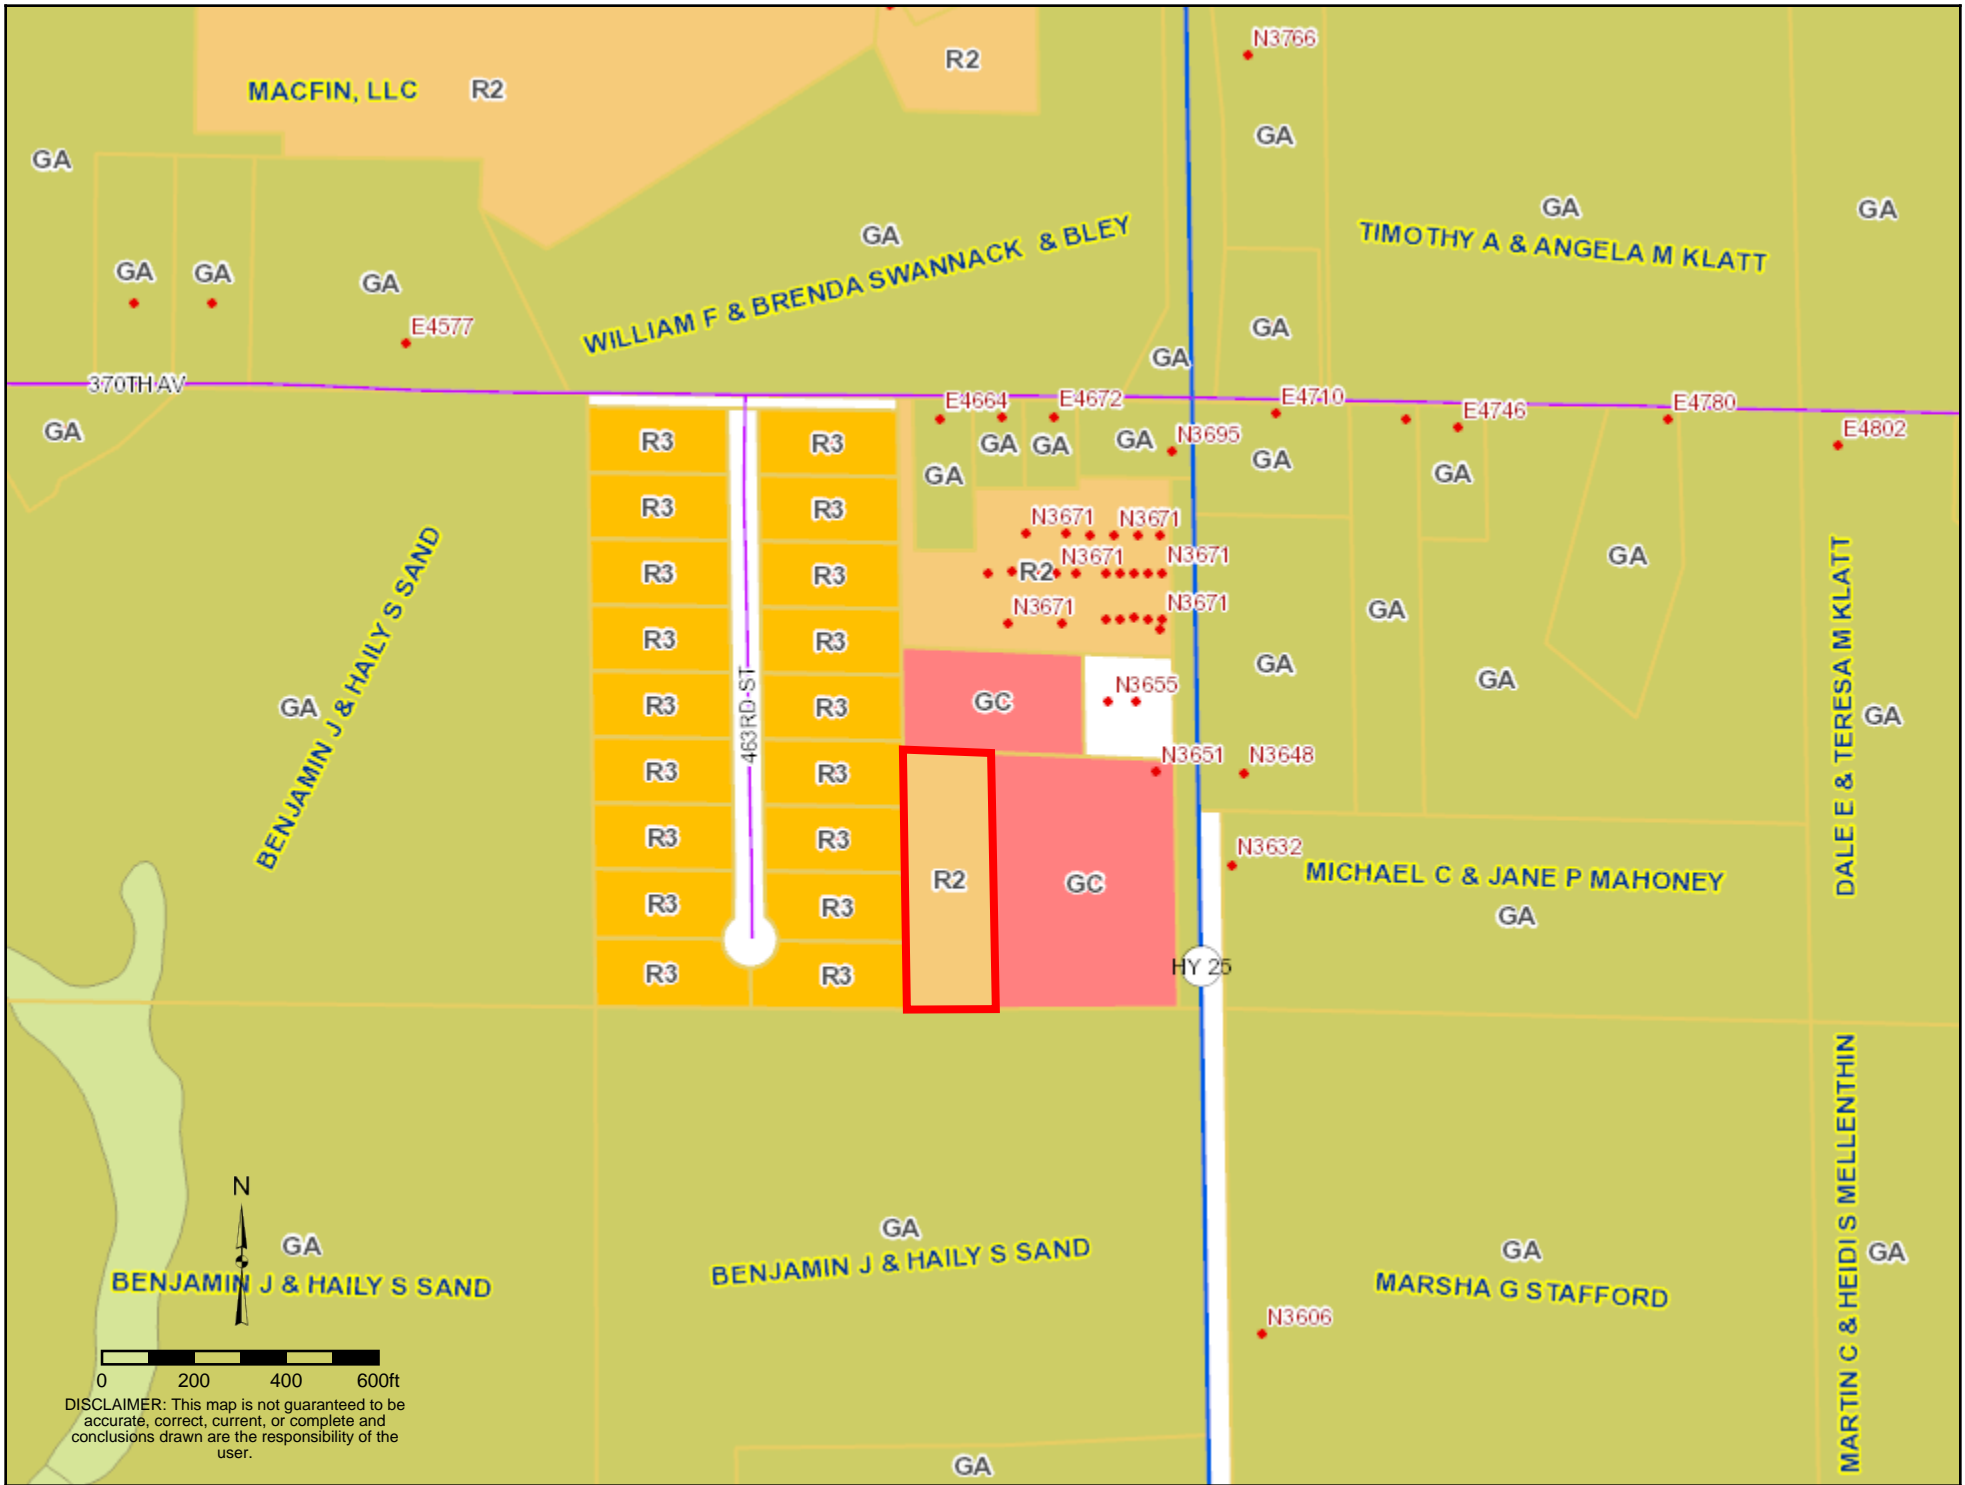 N3766
R2
MACFIN, LLC
R2
GA
GA
GA
GA
GA
TIMOTHY A & ANGELA M KLATT
GA
WILLIAM F & BRENDA SWANNACK & BLEY
GA
GA
GA
E4577
GA
GA
370TH AV
GA
E4664
E4672
E4710
E4746
E4780
E4802
N3695
R3
R3
GA
GA
GA
GA
GA
GA
R3
R3
N3671
N3671
N3671
N3671
R2
GA
R3
R3
N3671
N3671
GA
R3
R3
GA
GA
BENJAMIN J & HAILY S SAND
GA
463RD ST
R3
R3
GC
N3655
GA
DALE E & TERESA M KLATT
R3
R3
N3651
N3648
R3
R3
N3632
MICHAEL C & JANE P MAHONEY
GA
R2
GC
R3
R3
HY 25
R3
R3
MARTIN C & HEIDI S MELLENTHIN
N
GA
BENJAMIN J & HAILY S SAND
GA
BENJAMIN J & HAILY S SAND
GA
MARSHA G STAFFORD
GA
N3606
0 200 400 600ft
DISCLAIMER: This map is not guaranteed to be
accurate, correct, current, or complete and
conclusions drawn are the responsibility of the
user.
GA